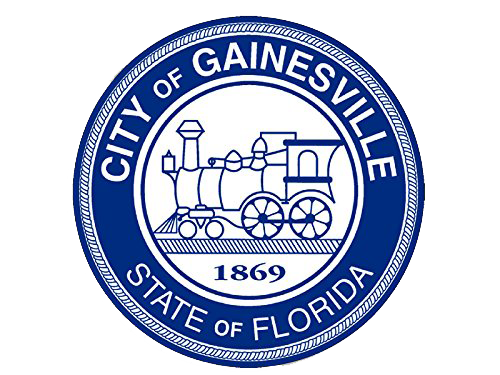 CITY OF GAINESVILLE
1869
STATE OF FLORIDA